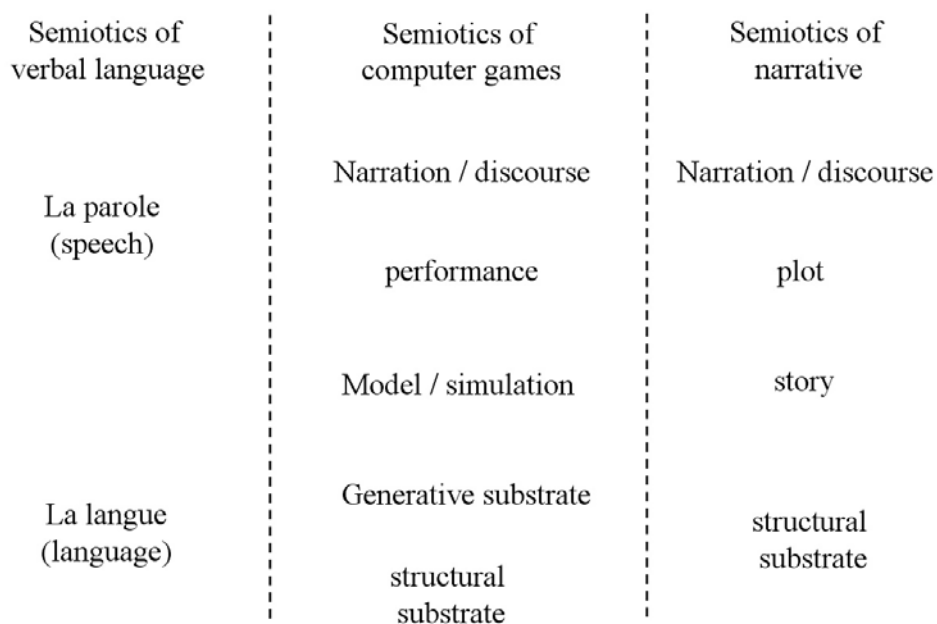 Semiotics of
verbal language
La parole
(speech)
La langue
(language)
Semiotics of
computer games
Narration / discourse
performance
Model / simulation
Generative substrate
structural
substrate
Semiotics of
narrative
Narration / discourse
plot
story
structural
substrate